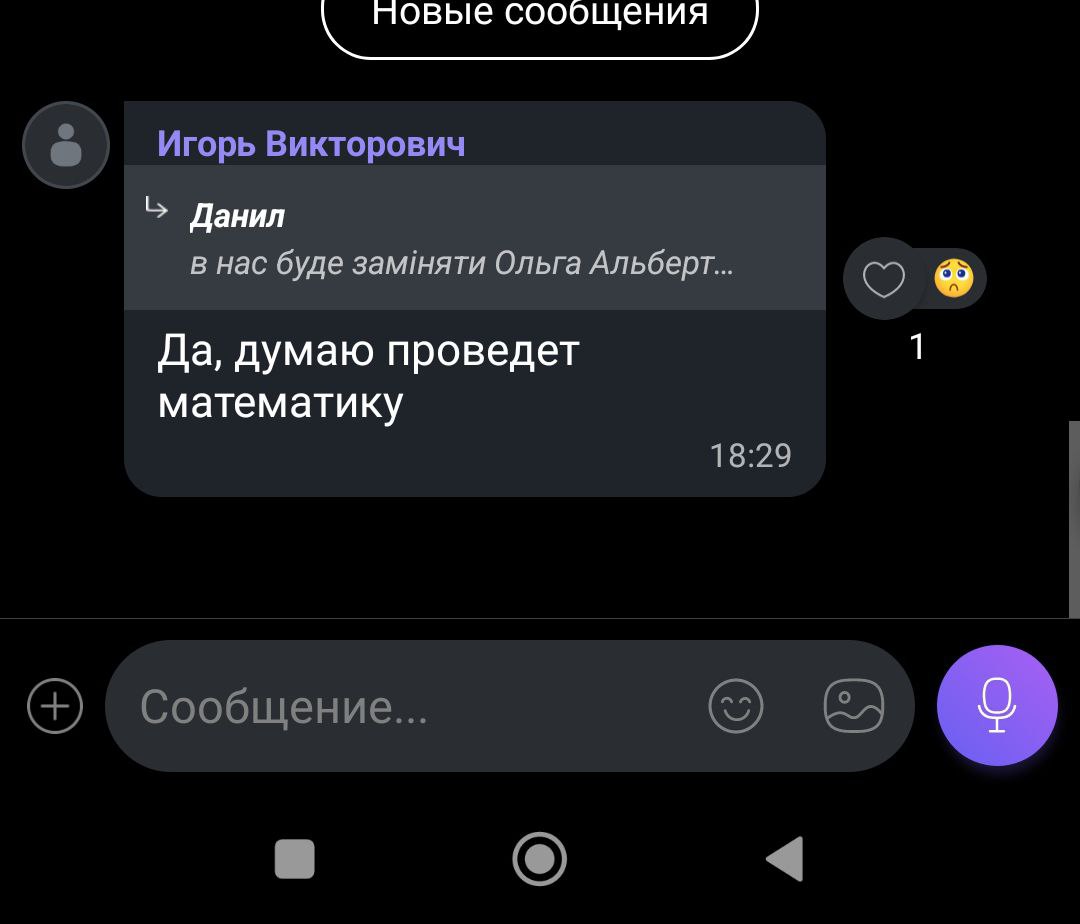 Новые сообщения
Игорь Викторович
Данил
в нас буде заміняти Ольга Альберт...
Да, думаю проведет
математику
18:29
1
Сообщение...